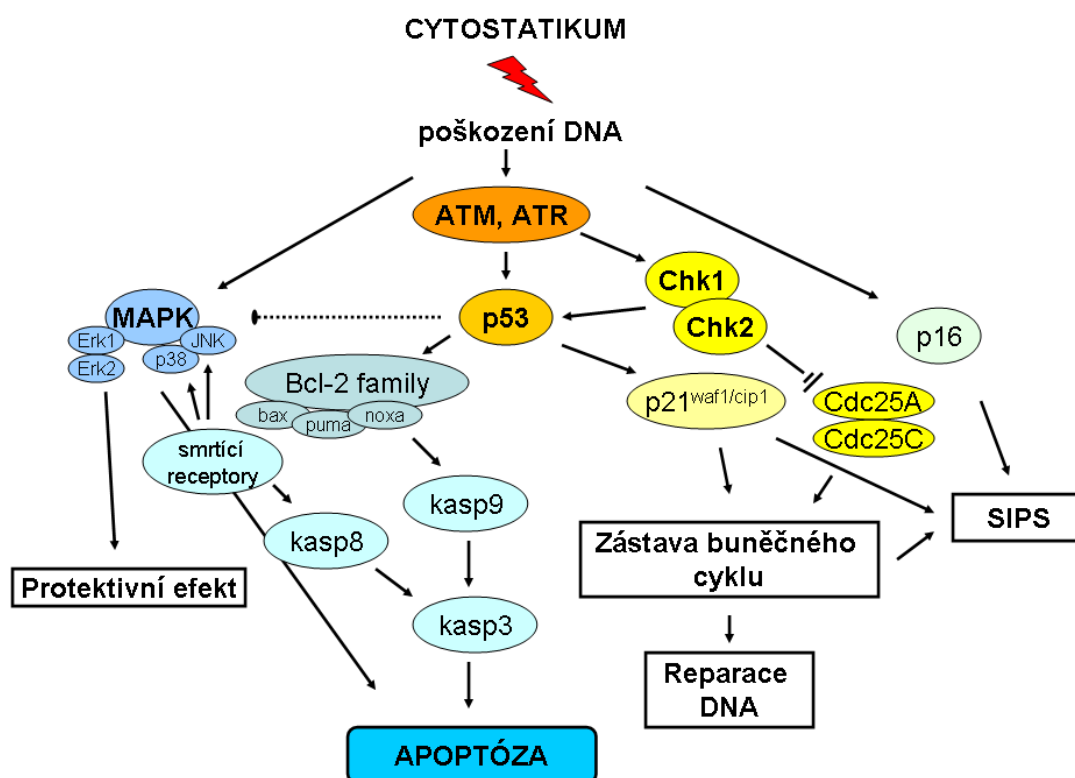 CYTOSTATIKUM
poškození DNA
ATM, ATR
Chk1
MAPK
p53
Chk2
Erk1
JNK
p38
Erk2
p16
Bcl-2 family
bax
puma
noxa
p21waf1/cip1
Cdc25A
Cdc25C
smrtící
receptory
kasp9
kasp8
SIPS
Zástava buněčného
cyklu
Protektivní efekt
kasp3
Reparace
DNA
APOPTÓZA